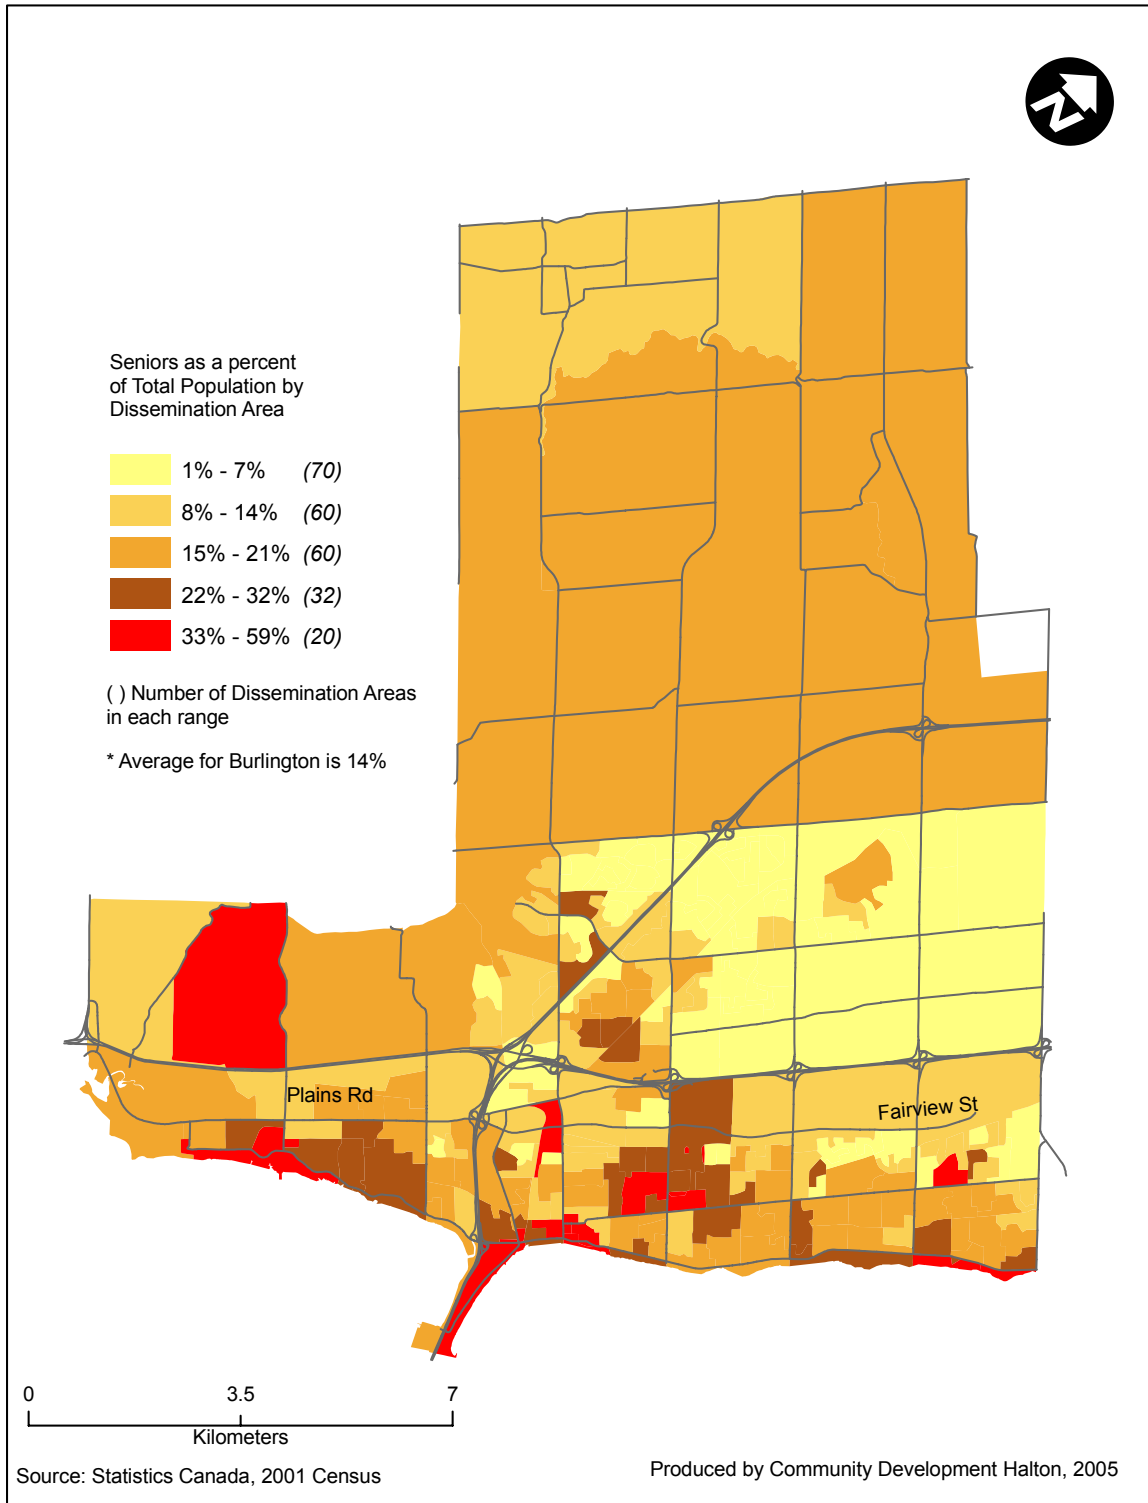 N
Seniors as a percent
of Total Population by
Dissemination Area
1% - 7% (70)
8% - 14% (60)
15% - 21% (60)
22% - 32% (32)
33% - 59% (20)
( ) Number of Dissemination Areas
in each range
* Average for Burlington is 14%
Plains Rd
Fairview St
0 3.5 7
Kilometers
Source: Statistics Canada, 2001 Census
Produced by Community Development Halton, 2005